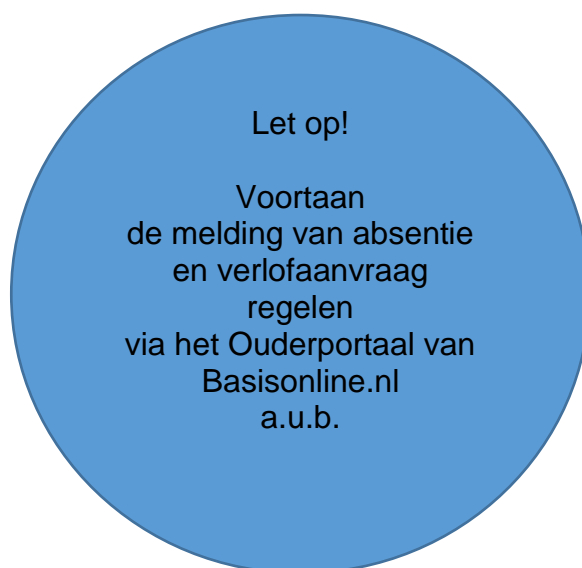 Let op!
Voortaan
de melding van absentie
en verlofaanvraag
regelen
via het Ouderportaal van
Basisonline.nl
a.u.b.